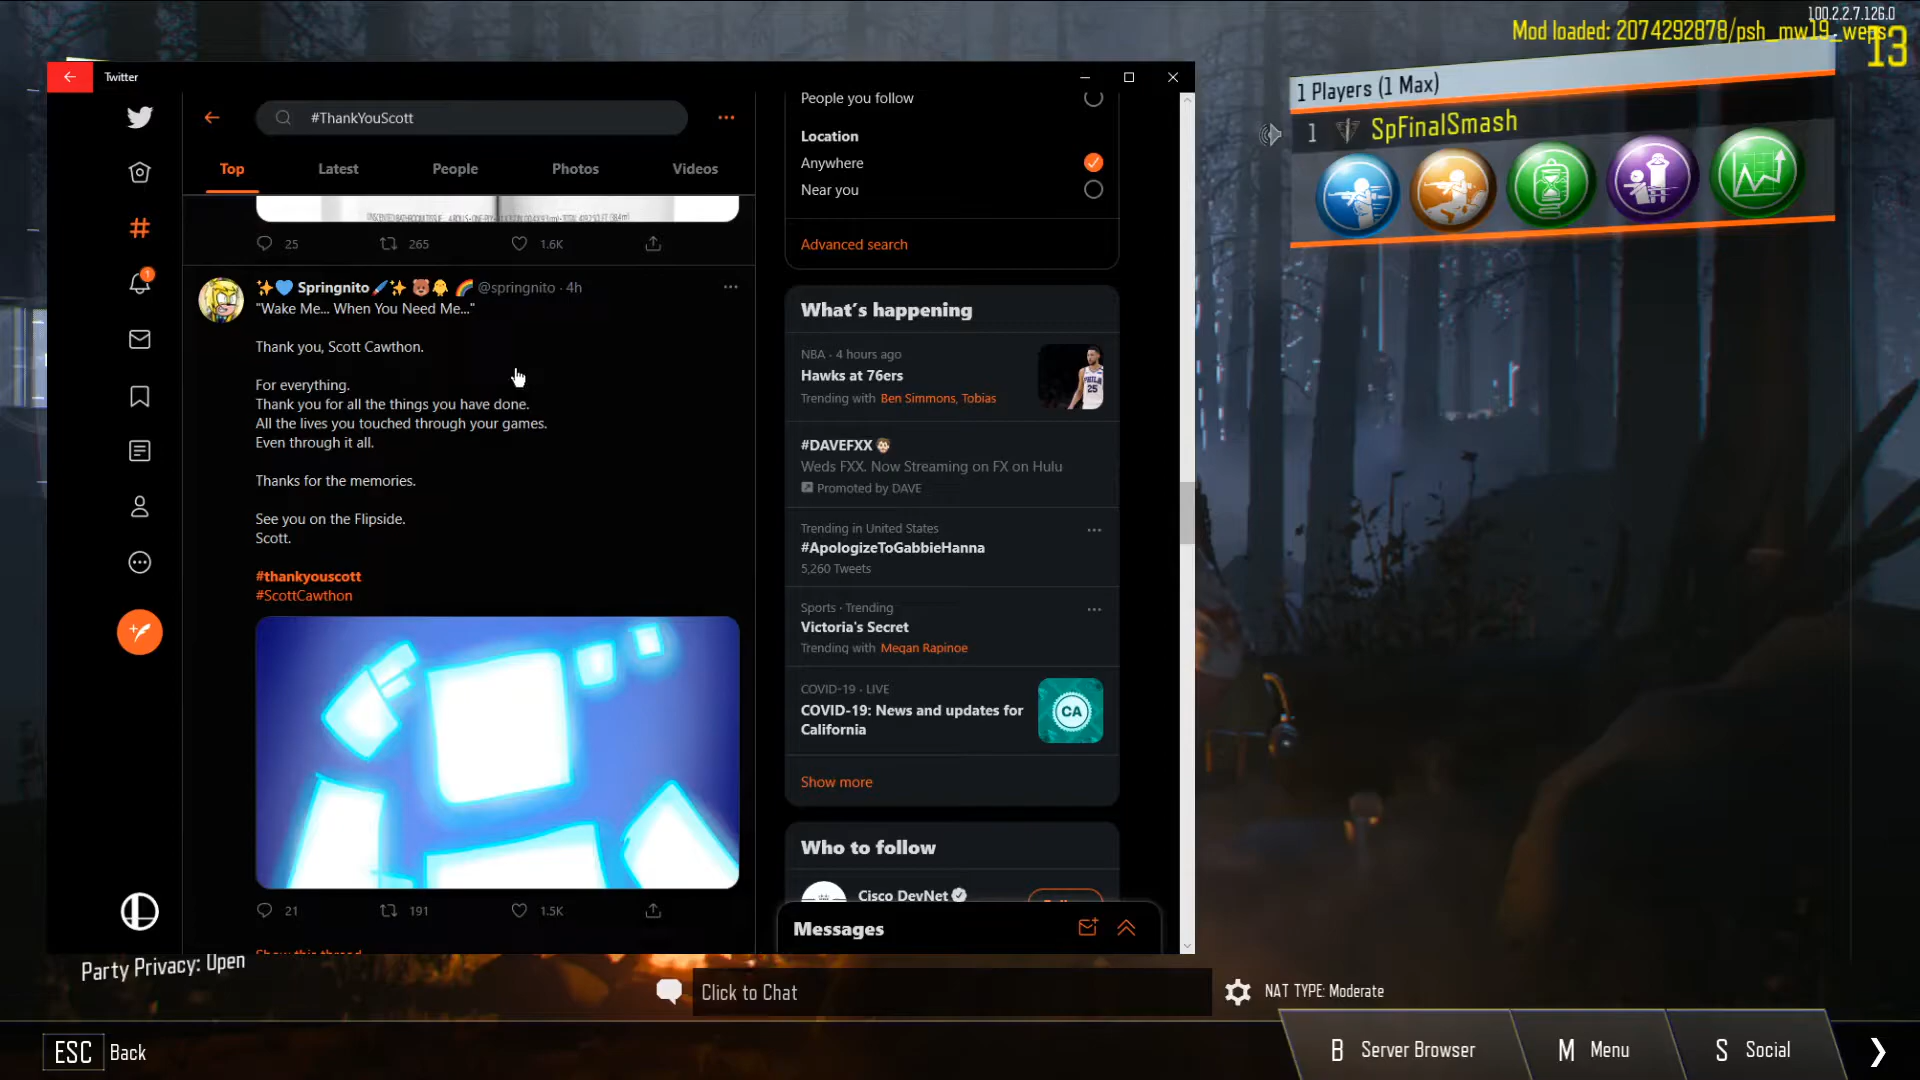 100.2.2.7.126.0
Mod loaded: 2074292878/psh_mw19_weps
13
Twitter
#ThankYouScott
Top
Latest
People
Photos
Videos
25
265
1.6K
✨💙 Springnito 🖌✨ 🐻🐥 🌈 @springnito · 4h
"Wake Me... When You Need Me..."
Thank you, Scott Cawthon.
For everything.
Thank you for all the things you have done.
All the lives you touched through your games.
Even through it all.
Thanks for the memories.
See you on the Flipside.
Scott.
#thankyouscott
#ScottCawthon
21
191
1.5K
Show this thread
People you follow
Location
Anywhere
Near you
Advanced search
What's happening
NBA · 4 hours ago
Hawks at 76ers
Trending with Ben Simmons, Tobias
#DAVEFXX
Weds FXX. Now Streaming on FX on Hulu
Promoted by DAVE
Trending in United States
#ApologizeToGabbieHanna
5,260 Tweets
Sports · Trending
Victoria's Secret
Trending with Megan Rapinoe
COVID-19 · LIVE
COVID-19: News and updates for
California
CA
Show more
Who to follow
Cisco DevNet
Messages
1 Players (1 Max)
1 SpFinalSmash
Party Privacy: Open
Click to Chat
NAT TYPE: Moderate
ESC Back
B Server Browser
M Menu
S Social